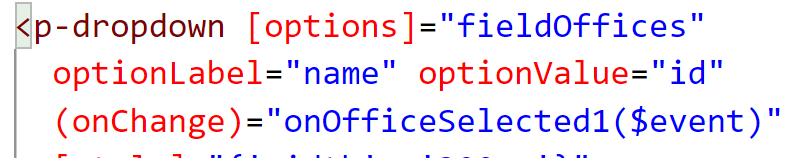 <p-dropdown [options]="fieldOffices"
optionLabel="name" optionValue="id"
(onChange)="onOfficeSelected1($event)"